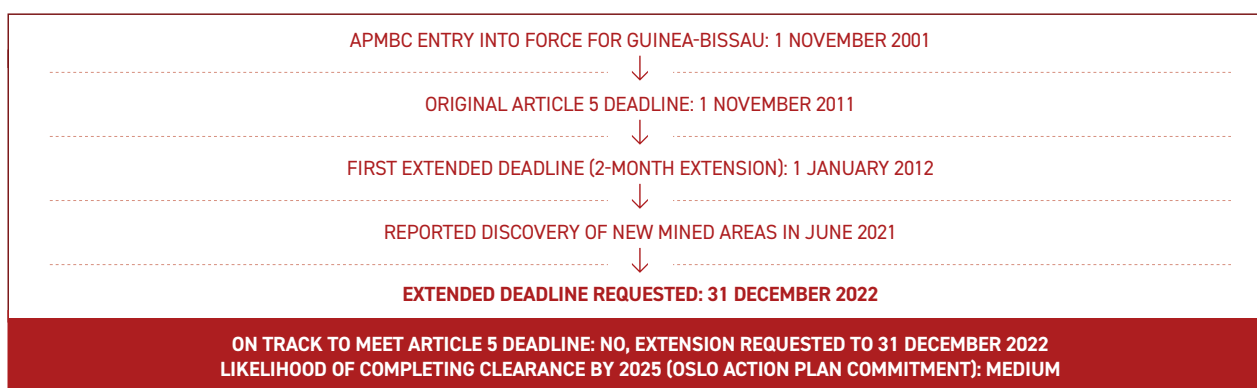 APMBC ENTRY INTO FORCE FOR GUINEA-BISSAU: 1 NOVEMBER 2001
ORIGINAL ARTICLE 5 DEADLINE: 1 NOVEMBER 2011
FIRST EXTENDED DEADLINE (2-MONTH EXTENSION): 1 JANUARY 2012
REPORTED DISCOVERY OF NEW MINED AREAS IN JUNE 2021
EXTENDED DEADLINE REQUESTED: 31 DECEMBER 2022
ON TRACK TO MEET ARTICLE 5 DEADLINE: NO, EXTENSION REQUESTED TO 31 DECEMBER 2022
LIKELIHOOD OF COMPLETING CLEARANCE BY 2025 (OSLO ACTION PLAN COMMITMENT): MEDIUM